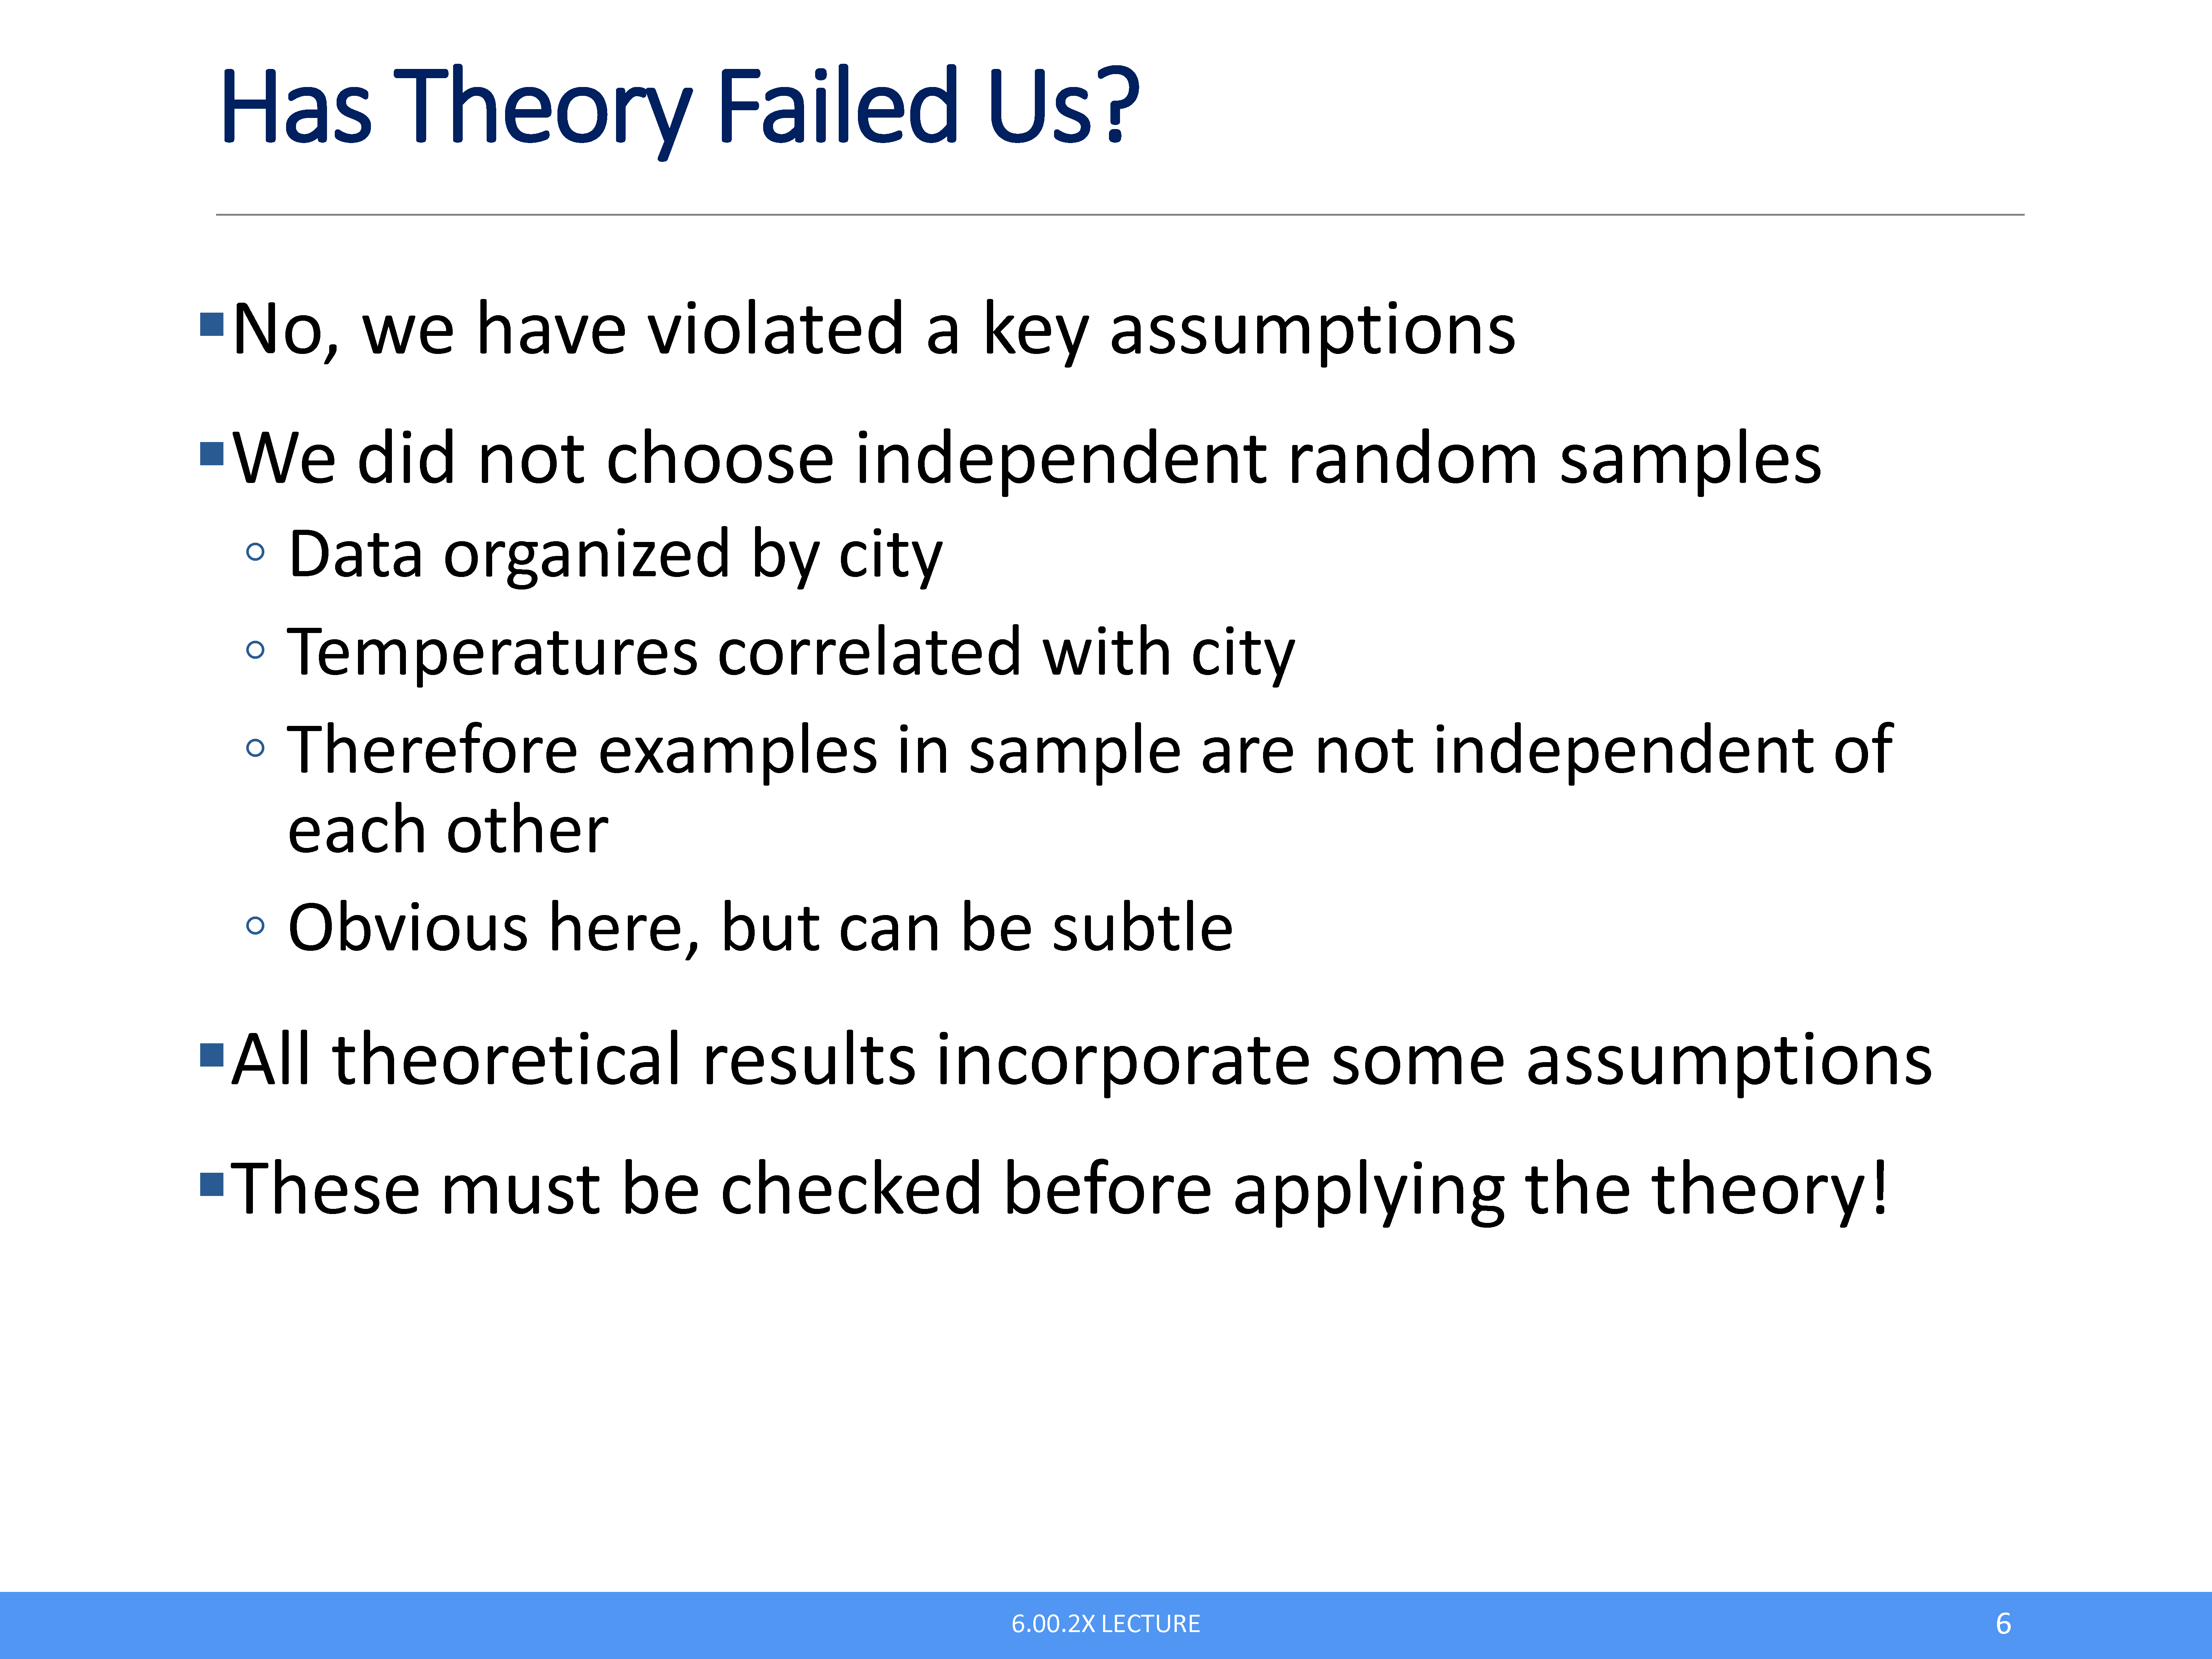 Has Theory Failed Us?
▪No, we have violated a key assumptions
▪We did not choose independent random samples
◦ Data organized by city
◦ Temperatures correlated with city
◦ Therefore examples in sample are not independent of
each other
◦ Obvious here, but can be subtle
▪All theoretical results incorporate some assumptions
▪These must be checked before applying the theory!
6.00.2X LECTURE
6